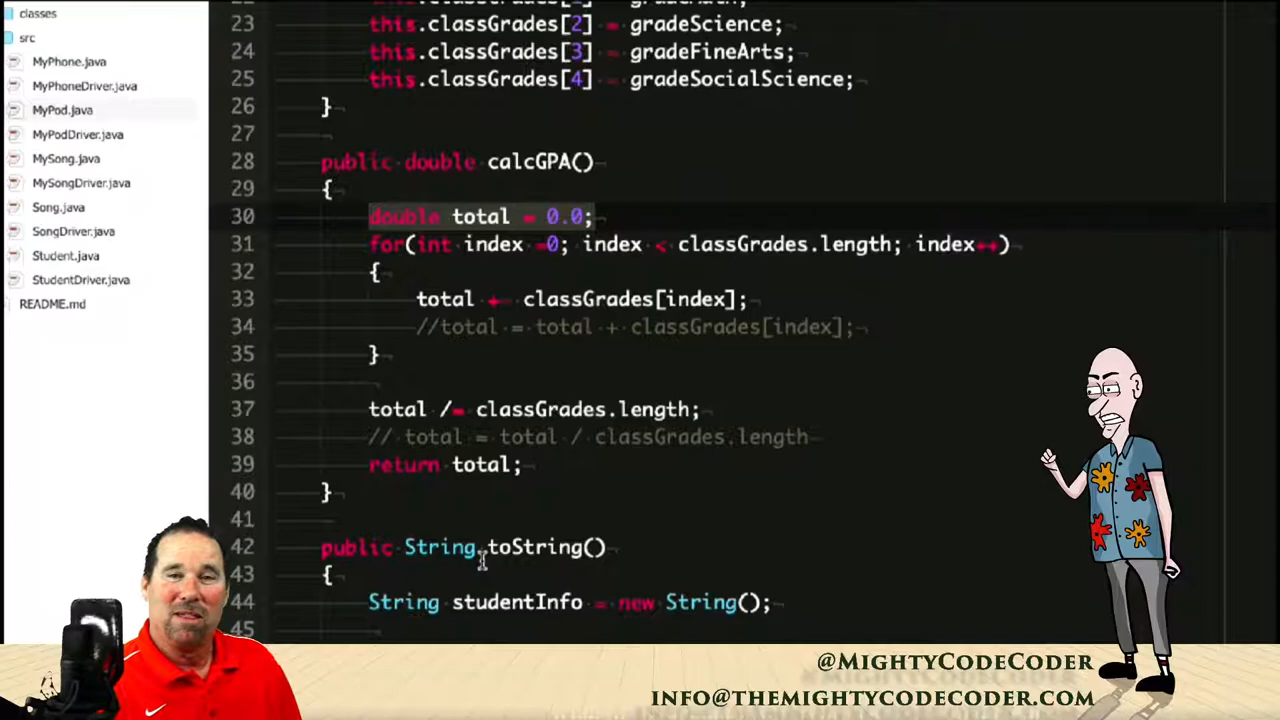 classes
src
MyPhone.java
MyPhoneDriver.java
MyPod.java
MyPodDriver.java
MySong.java
MySongDriver.java
Song.java
SongDriver.java
Student.java
StudentDriver.java
README.md
23 this.classGrades[2] = gradeScience;
24 this.classGrades[3] = gradeFineArts;
25 this.classGrades[4] = gradeSocialScience;
26 }
27
28 public double calcGPA()
29 {
30 double total = 0.0;
31 for(int index =0; index < classGrades.length; index++)
32 {
33 total += classGrades[index];
34 //total = total + classGrades[index];
35 }
36
37 total /= classGrades.length;
38 // total = total / classGrades.length
39 return total;
40 }
41
42 public String toString()
43 {
44 String studentInfo = new String();
45
@MightyCodeCoder
info@themightycodecoder.com